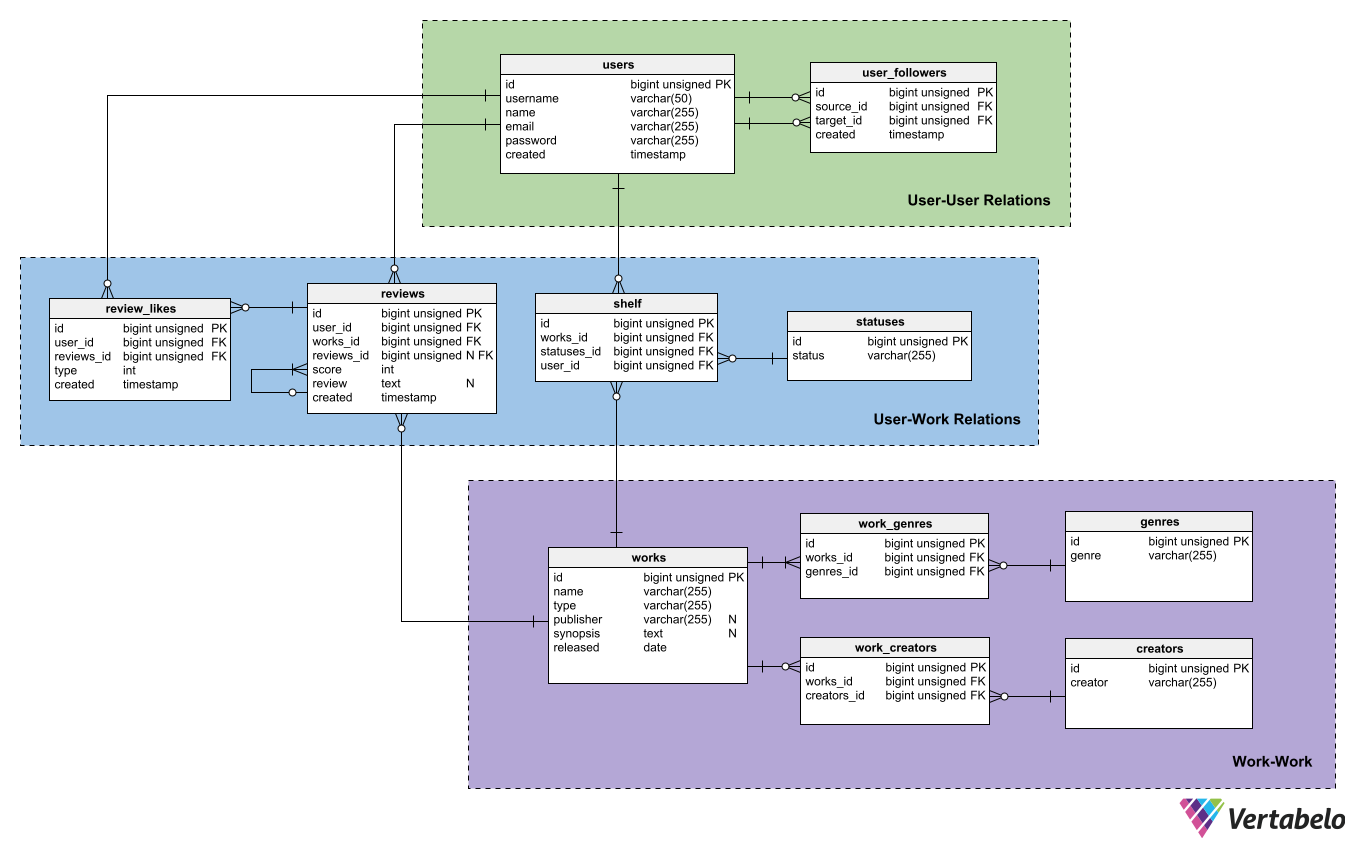 users
id bigint unsigned PK
username varchar(50)
name varchar(255)
email varchar(255)
password varchar(255)
created timestamp
user_followers
id bigint unsigned PK
source_id bigint unsigned FK
target_id bigint unsigned FK
created timestamp
User-User Relations
review_likes
id bigint unsigned PK
user_id bigint unsigned FK
reviews_id bigint unsigned FK
type int
created timestamp
reviews
id bigint unsigned PK
user_id bigint unsigned FK
works_id bigint unsigned FK
reviews_id bigint unsigned N FK
score int
review text N
created timestamp
shelf
id bigint unsigned PK
works_id bigint unsigned FK
statuses_id bigint unsigned FK
user_id bigint unsigned FK
statuses
id bigint unsigned PK
status varchar(255)
User-Work Relations
works
id bigint unsigned PK
name varchar(255)
type varchar(255)
publisher varchar(255) N
synopsis text N
released date
work_genres
id bigint unsigned PK
works_id bigint unsigned FK
genres_id bigint unsigned FK
genres
id bigint unsigned PK
genre varchar(255)
work_creators
id bigint unsigned PK
works_id bigint unsigned FK
creators_id bigint unsigned FK
creators
id bigint unsigned PK
creator varchar(255)
Work-Work
Vertabelo